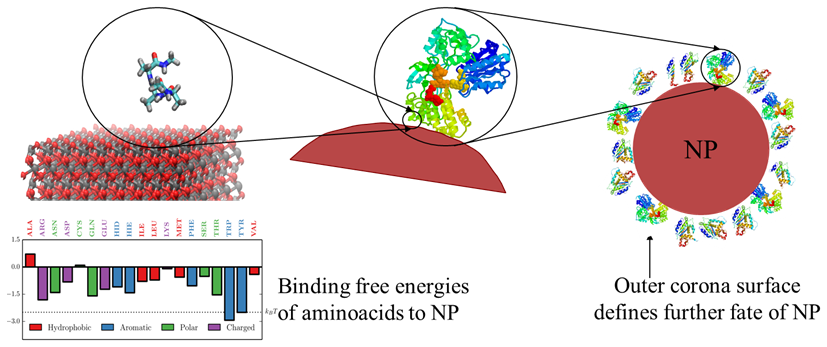 NP
ALA ARG ASN ASP CYS GLN GLU HID HIE ILE LEU LYS MET PHE SER THR TRP TYR VAL
1.5
0.0
−1.5
−3.0
kBT
Hydrophobic Aromatic Polar Charged
Binding free energies
of aminoacids to NP
Outer corona surface
defines further fate of NP